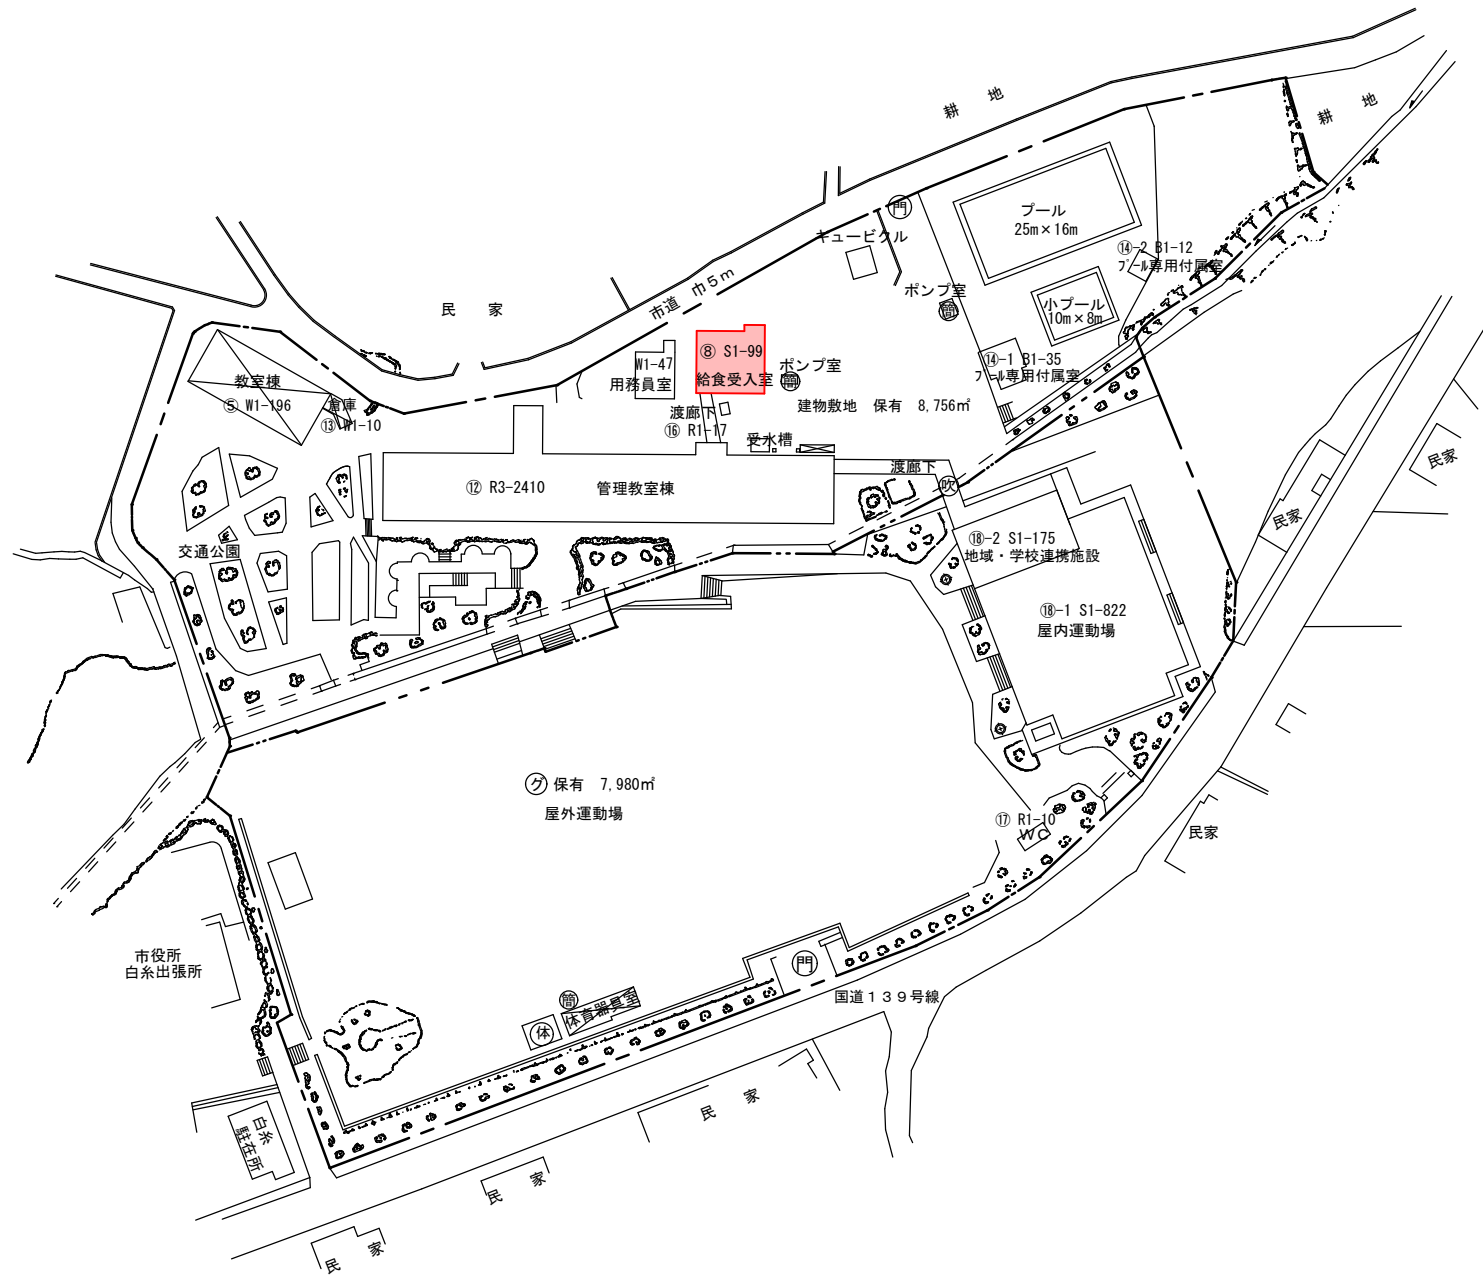 耕 地
耕 地
門
プール
25m×16m
キュービクル
⑭-2 B1-12
プール専用付属室
市道 巾5m
ポンプ室
簡
小プール
10m×8m
民 家
⑧ S1-99
給食受入室
W1-47
用務員室
ポンプ室
簡
⑭-1 B1-35
プール専用付属室
教室棟
⑤ W1-196
倉庫
⑬ W1-10
渡廊下
⑯ R1-17
建物敷地 保有 8,756㎡
受水槽
渡廊下
吹
⑫ R3-2410 管理教室棟
民家
民家
交通公園
⑱-2 S1-175
地域・学校連携施設
⑱-1 S1-822
屋内運動場
グ 保有 7,980㎡
屋外運動場
⑰ R1-10
WC
民家
市役所
白糸出張所
門
国道139号線
簡
体育器具室
体
民 家
白糸
駐在所
民 家
民 家